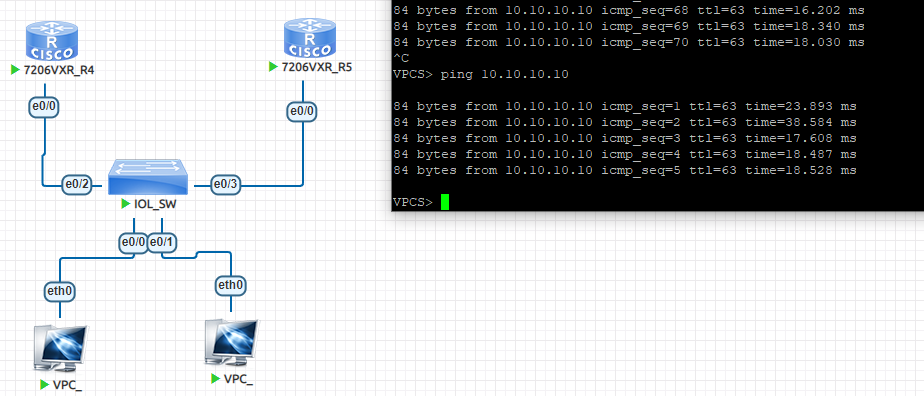 84 bytes from 10.10.10.10 icmp_seq=68 ttl=63 time=16.202 ms
84 bytes from 10.10.10.10 icmp_seq=69 ttl=63 time=18.340 ms
84 bytes from 10.10.10.10 icmp_seq=70 ttl=63 time=18.030 ms
^C
VPCS> ping 10.10.10.10
84 bytes from 10.10.10.10 icmp_seq=1 ttl=63 time=23.893 ms
84 bytes from 10.10.10.10 icmp_seq=2 ttl=63 time=38.584 ms
84 bytes from 10.10.10.10 icmp_seq=3 ttl=63 time=17.608 ms
84 bytes from 10.10.10.10 icmp_seq=4 ttl=63 time=18.487 ms
84 bytes from 10.10.10.10 icmp_seq=5 ttl=63 time=18.528 ms
VPCS>
R
CISCO
7206VXR_R4
R
CISCO
7206VXR_R5
e0/0
e0/0
e0/2
e0/3
IOL_SW
e0/0
e0/1
eth0
eth0
VPC_
VPC_